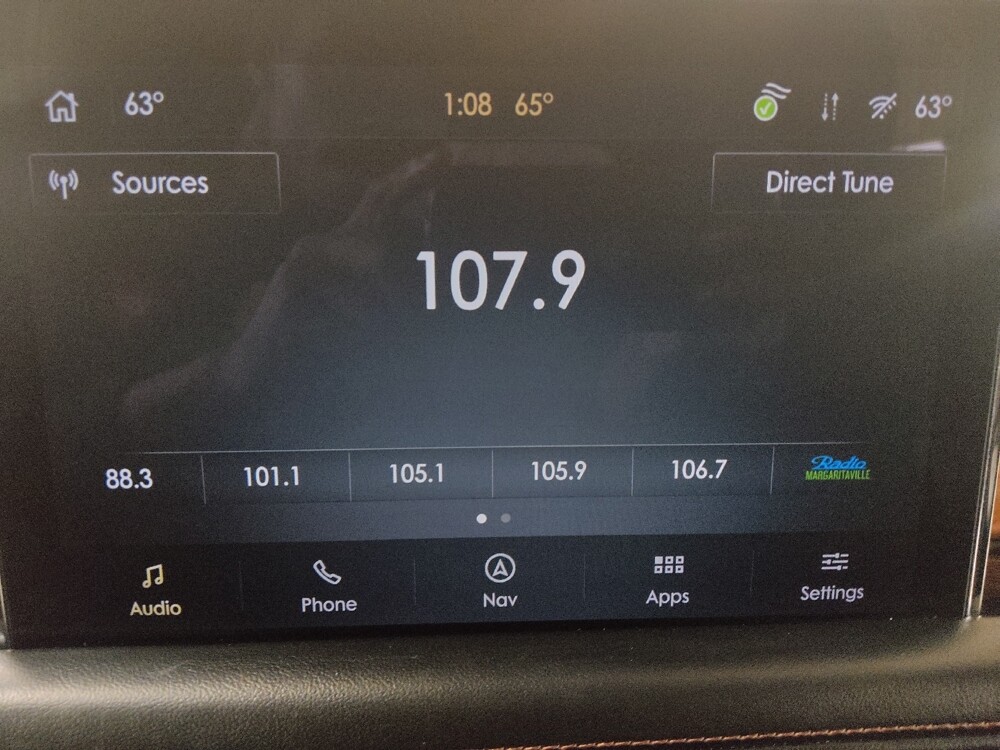 63° 1:08 65° 63°
Sources Direct Tune
107.9
88.3 101.1 105.1 105.9 106.7 Radio
MARGARITAVILLE
Audio Phone Nav Apps Settings